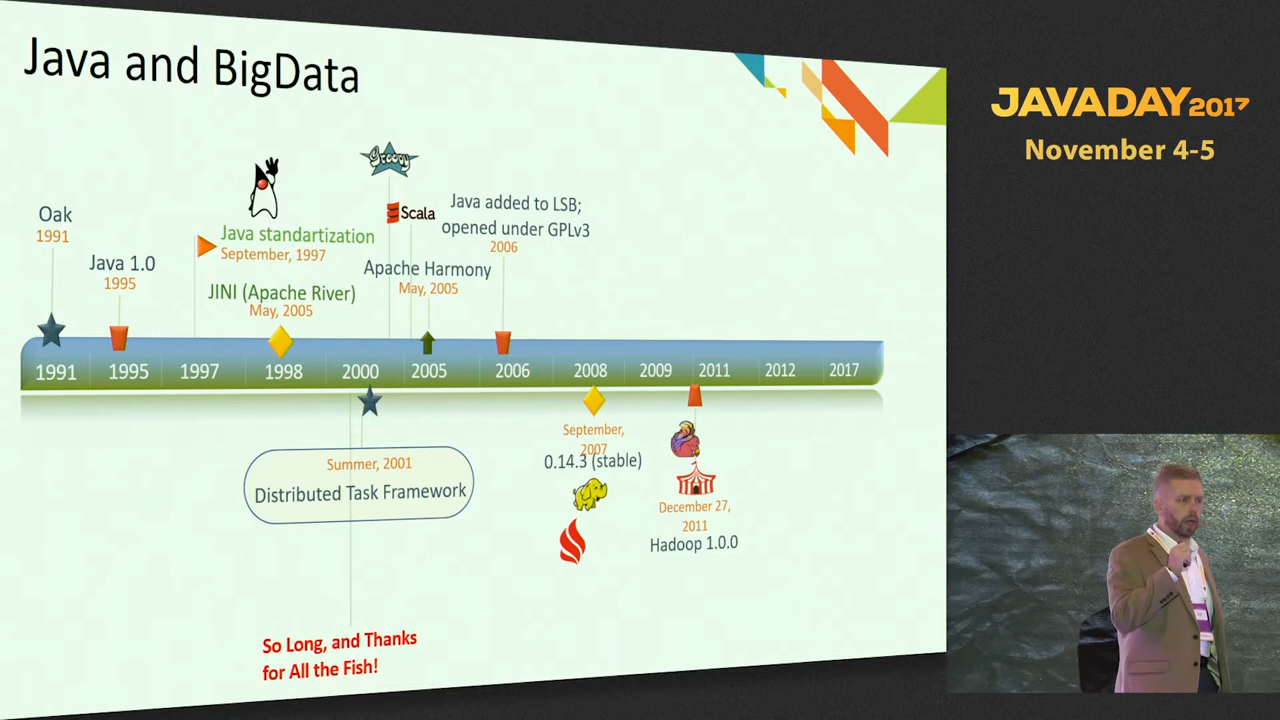 Java and BigData
JAVADAY 2017
November 4-5
Groovy
Oak
1991
Java 1.0
1995
Java standartization
September, 1997
JINI (Apache River)
May, 2005
Scala
Apache Harmony
May, 2005
Java added to LSB;
opened under GPLv3
2006
1991 1995 1997 1998 2000 2005 2006 2008 2009 2011 2012 2017
Summer, 2001
Distributed Task Framework
September,
2007
0.14.3 (stable)
December 27,
2011
Hadoop 1.0.0
So Long, and Thanks
for All the Fish!